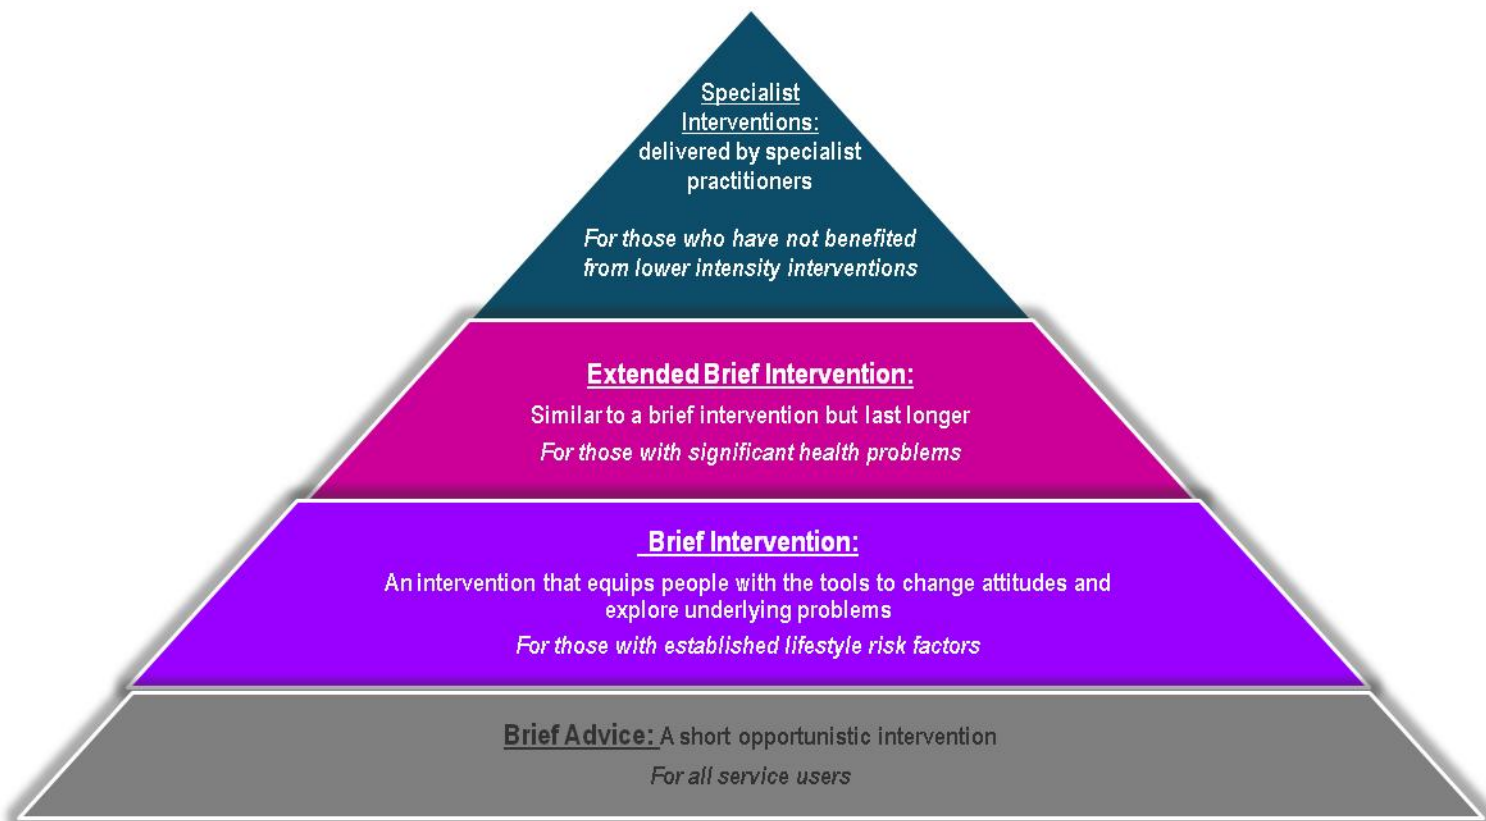 Specialist
Interventions:
delivered by specialist
practitioners
For those who have not benefited
from lower intensity interventions
Extended Brief Intervention:
Similar to a brief intervention but last longer
For those with significant health problems
Brief Intervention:
An intervention that equips people with the tools to change attitudes and
explore underlying problems
For those with established lifestyle risk factors
Brief Advice: A short opportunistic intervention
For all service users